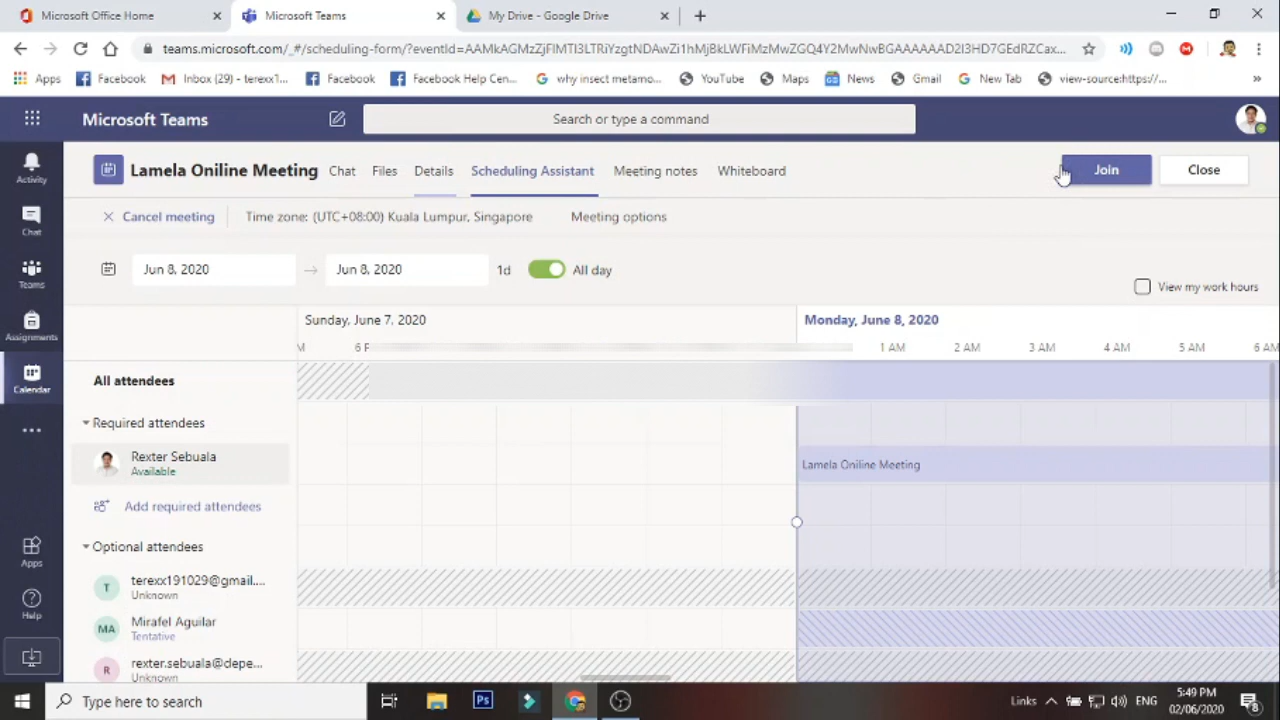 Microsoft Office Home
Microsoft Teams
My Drive - Google Drive
teams.microsoft.com/_#/scheduling-form/?eventId=
Apps
Facebook
Inbox (29) - terexx1...
Facebook
Facebook Help Cen...
why insect metamo...
YouTube
Maps
News
Gmail
New Tab
view-source:https://...
»
Microsoft Teams
Search or type a command
Activity
Chat
Teams
Assignments
Calendar
Apps
Help
Lamela Oniline Meeting
Chat
Files
Details
Scheduling Assistant
Meeting notes
Whiteboard
Join
Close
Cancel meeting
Time zone: (UTC+08:00) Kuala Lumpur, Singapore
Meeting options
Jun 8, 2020
Jun 8, 2020
1d
All day
View my work hours
Sunday, June 7, 2020
Monday, June 8, 2020
M
6 P
1 AM
2 AM
3 AM
4 AM
5 AM
6 AM
All attendees
Required attendees
Rexter Sebuala
Available
Lamela Oniline Meeting
Add required attendees
Optional attendees
T
terexx191029@gmail....
Unknown
MA
Mirafel Aguilar
Tentative
R
rexter.sebuala@depe...
Unknown
Type here to search
Ps
Links
ENG
5:49 PM
02/06/2020
8